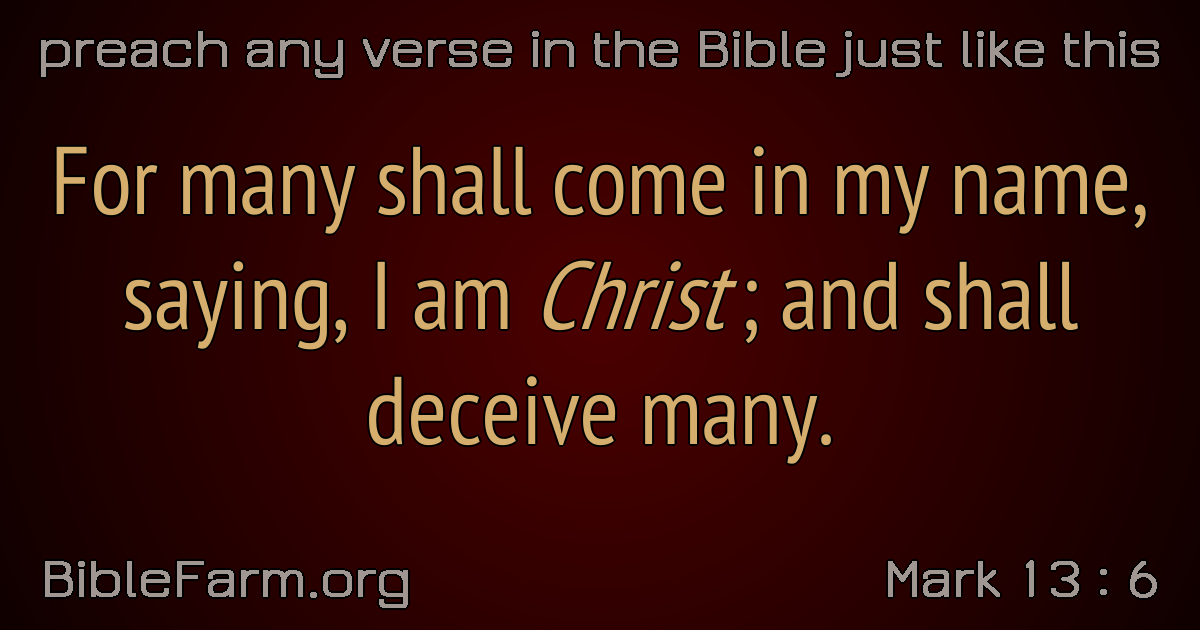 preach any verse in the Bible just like this
For many shall come in my name,
saying, I am Christ; and shall
deceive many.
BibleFarm.org
Mark 13 : 6